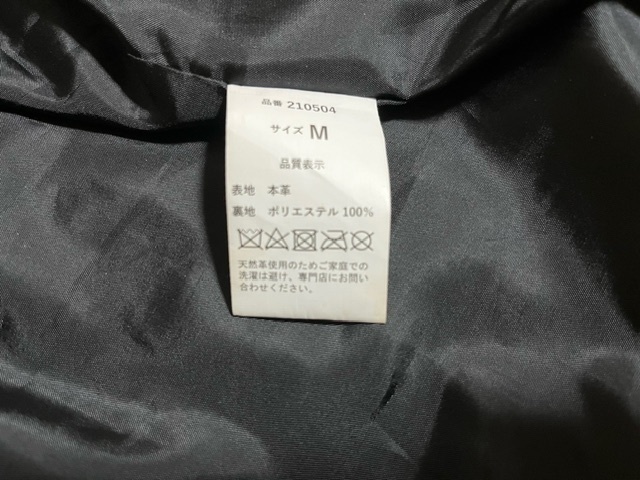 品番 210504
サイズ M
品質表示
表地 本革
裏地 ポリエステル 100%
天然革使用のためご家庭での
洗濯は避け、専門店にお問い
合わせください。